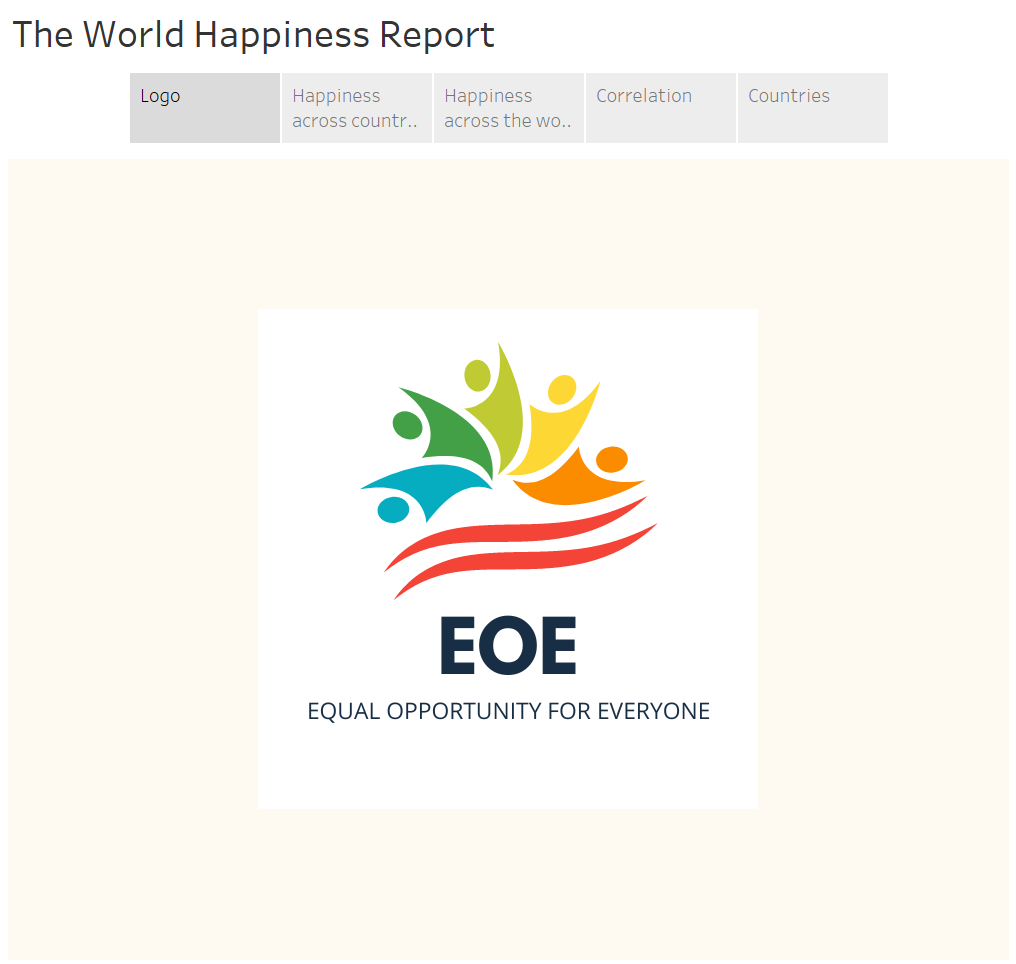 The World Happiness Report
Logo
Happiness
across countr..
Happiness
across the wo..
Correlation
Countries
EOE
EQUAL OPPORTUNITY FOR EVERYONE